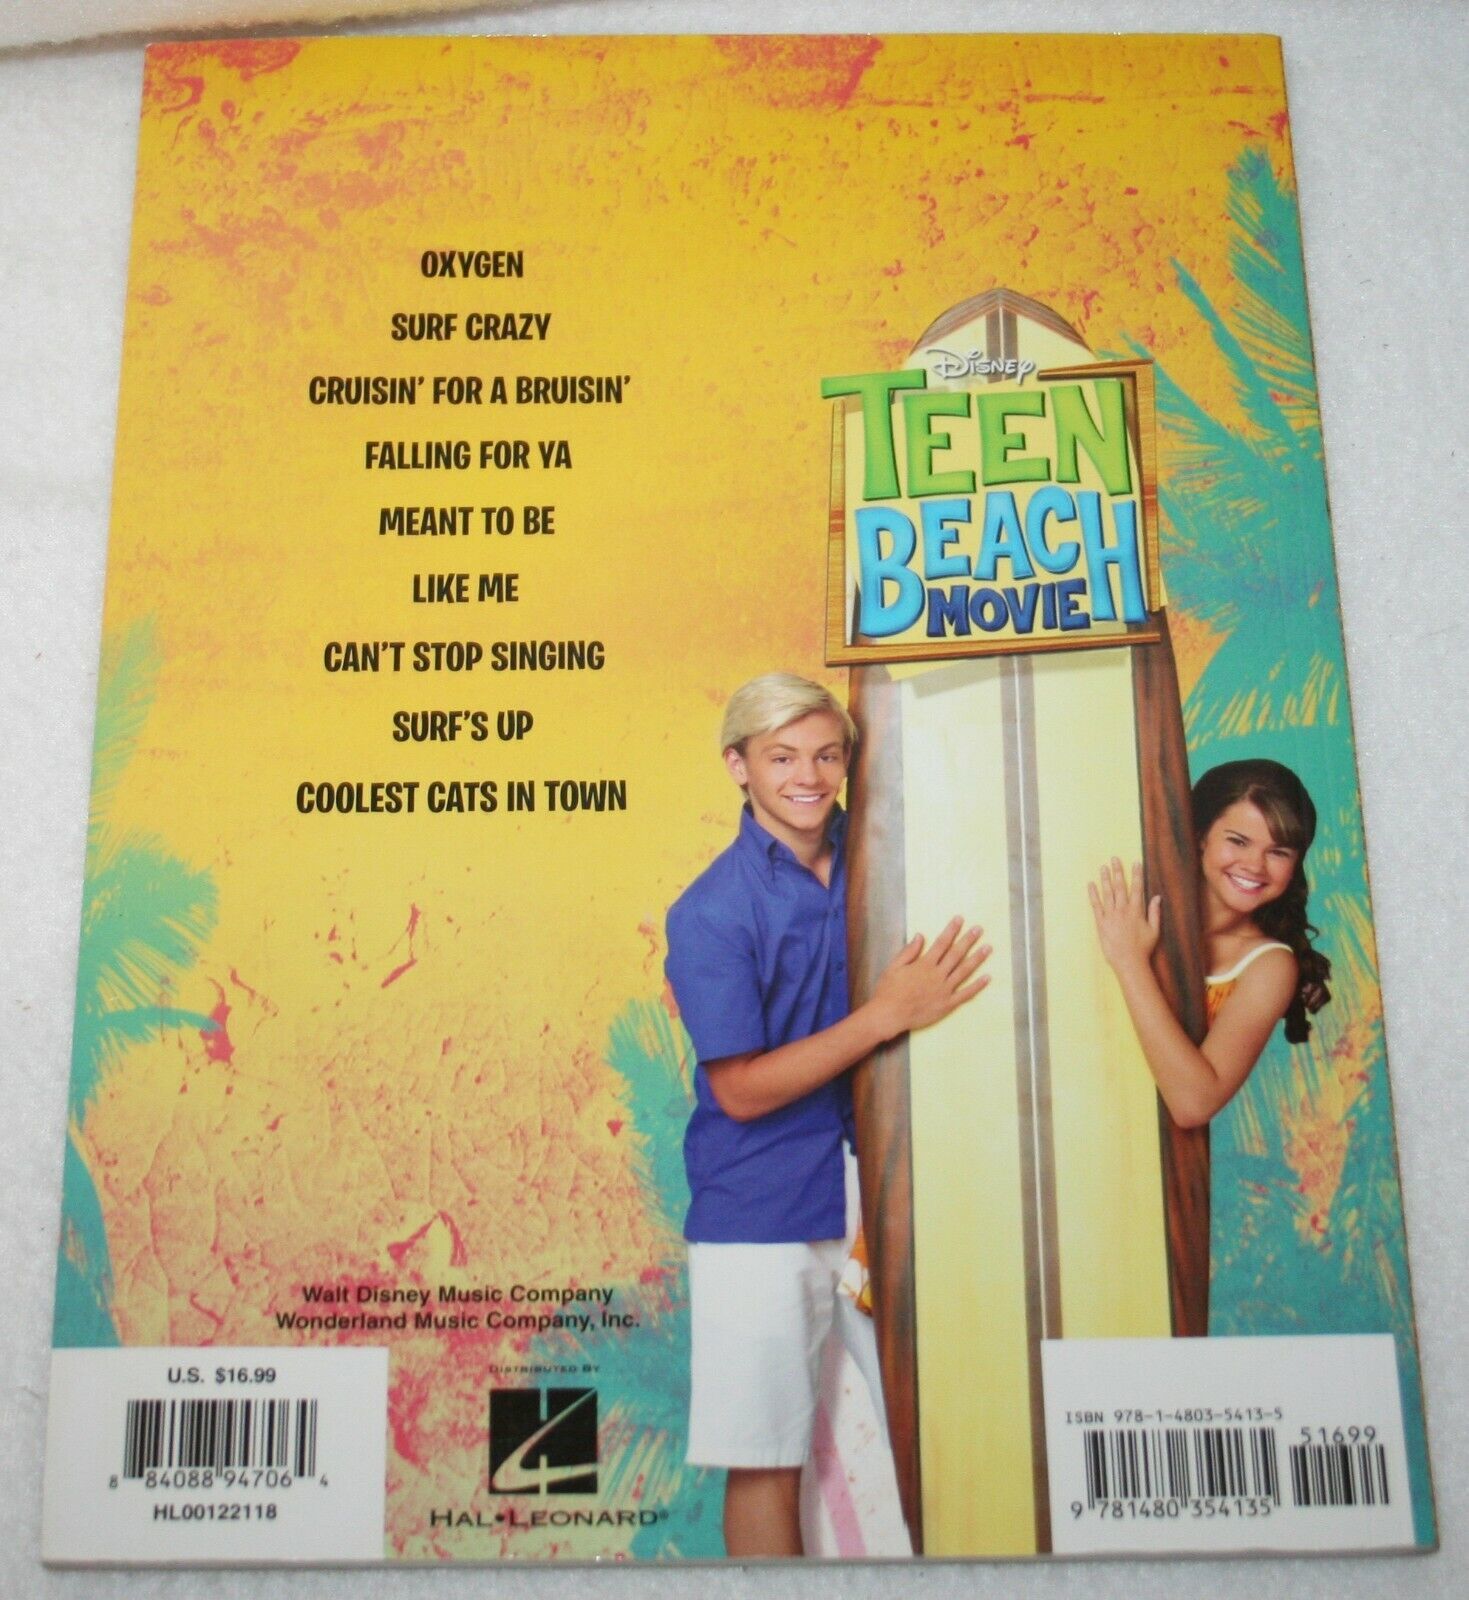 OXYGEN
SURF CRAZY
CRUISIN' FOR A BRUISIN'
FALLING FOR YA
MEANT TO BE
LIKE ME
CAN'T STOP SINGING
SURF'S UP
COOLEST CATS IN TOWN
Disney
TEEN
BEACH
MOVIE
Walt Disney Music Company
Wonderland Music Company, Inc.
U.S. $16.99
8 84088 94706 4
HL00122118
DISTRIBUTED BY
HAL•LEONARD®
ISBN 978-1-4803-5413-5
51699
9 781480 354135